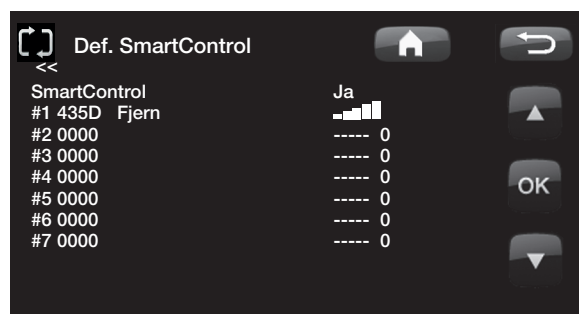 Def. SmartControl
<<
SmartControl Ja
#1 435D Fjern
#2 0000 ----- 0
#3 0000 ----- 0
#4 0000 ----- 0
#5 0000 ----- 0
#6 0000 ----- 0
#7 0000 ----- 0
OK